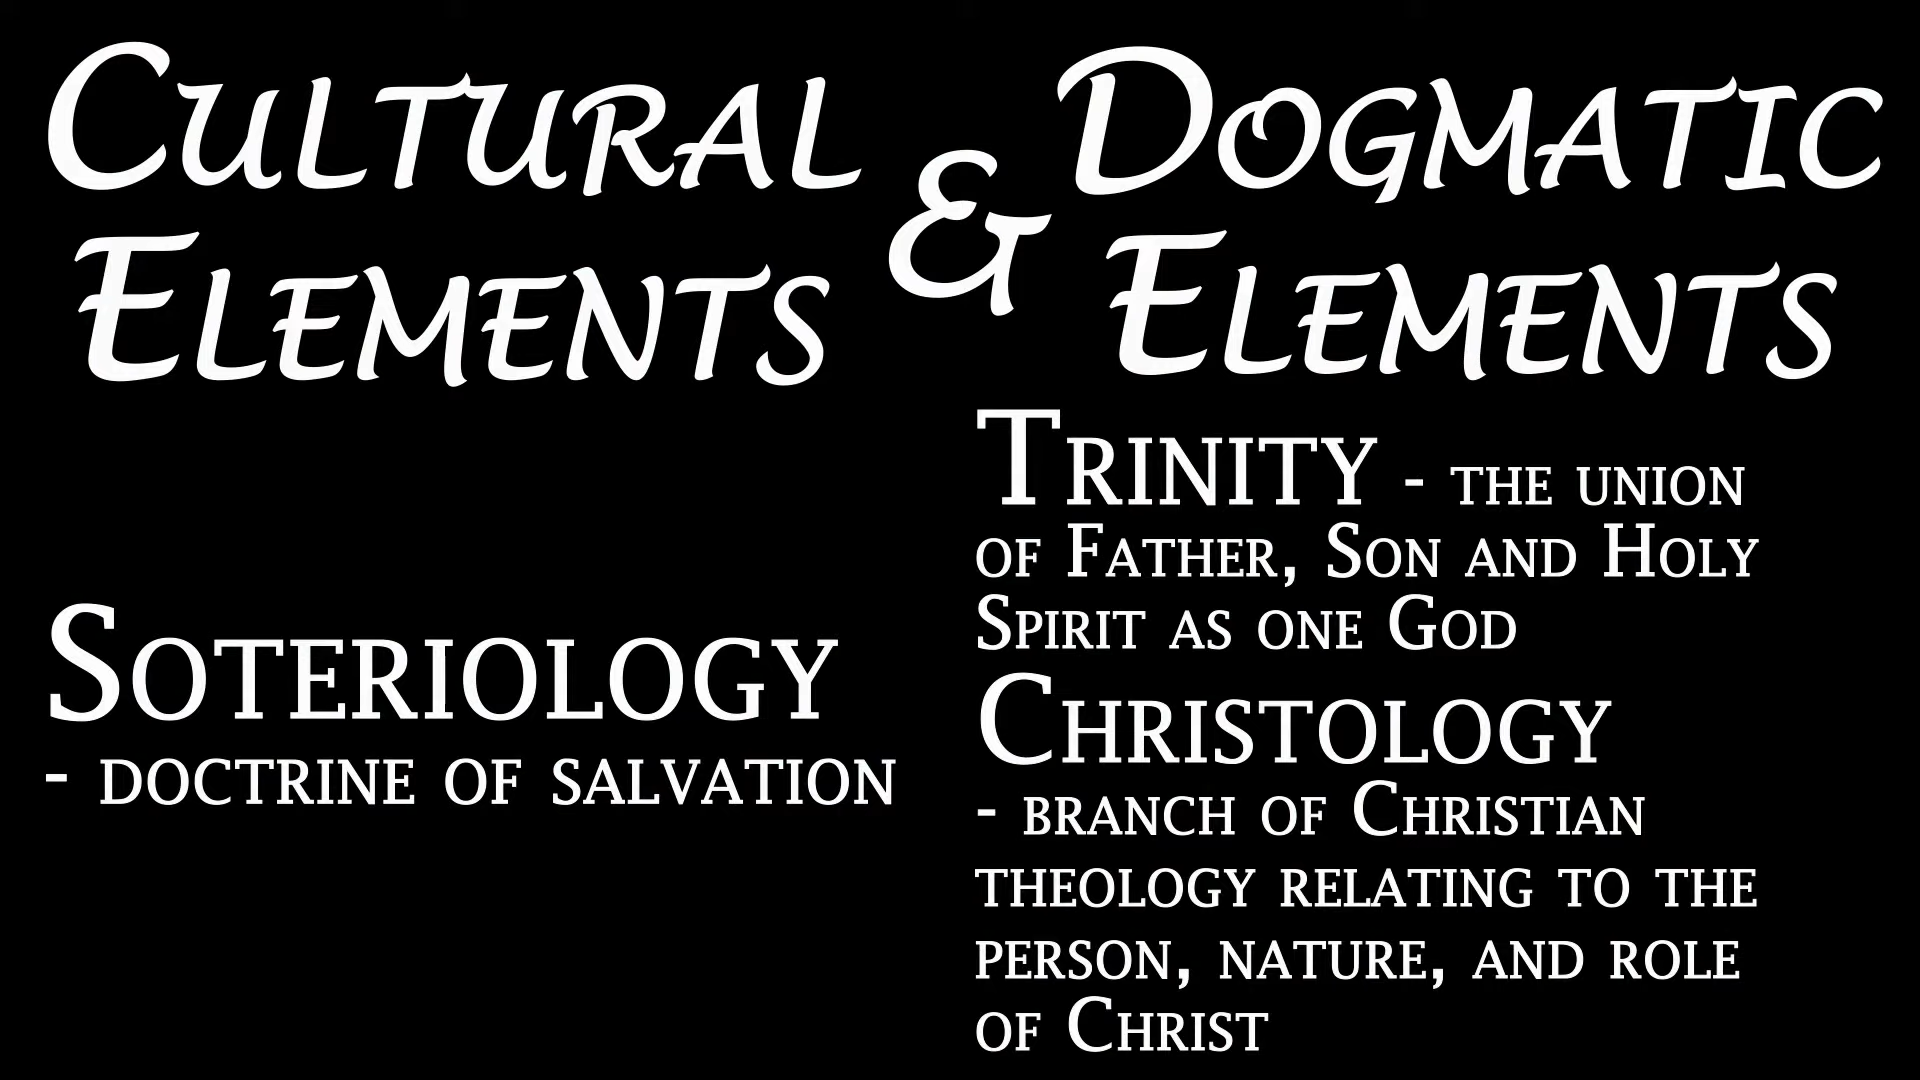 Cultural Elements & Dogmatic Elements
Soteriology
- doctrine of salvation
Trinity - the union
of Father, Son and Holy
Spirit as one God
Christology
- branch of Christian
theology relating to the
person, nature, and role
of Christ